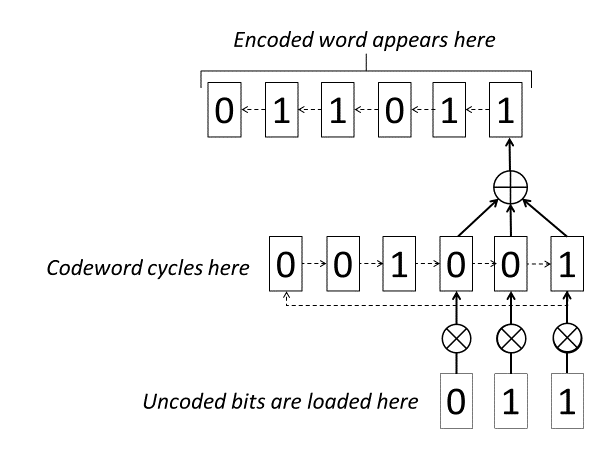 Encoded word appears here
0 1 1 0 1 1
Codeword cycles here 0 0 1 0 0 1
Uncoded bits are loaded here 0 1 1